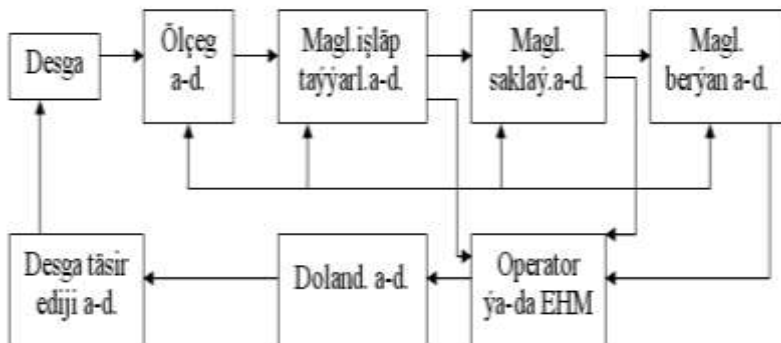 Desga
Ölçeg
a-d.
Magl.işläp
taýýarl.a-d.
Magl.
saklaý.a-d.
Magl.
berýan a-d.
Desga täsir
ediji a-d.
Doland. a-d.
Operator
ýa-da EHM